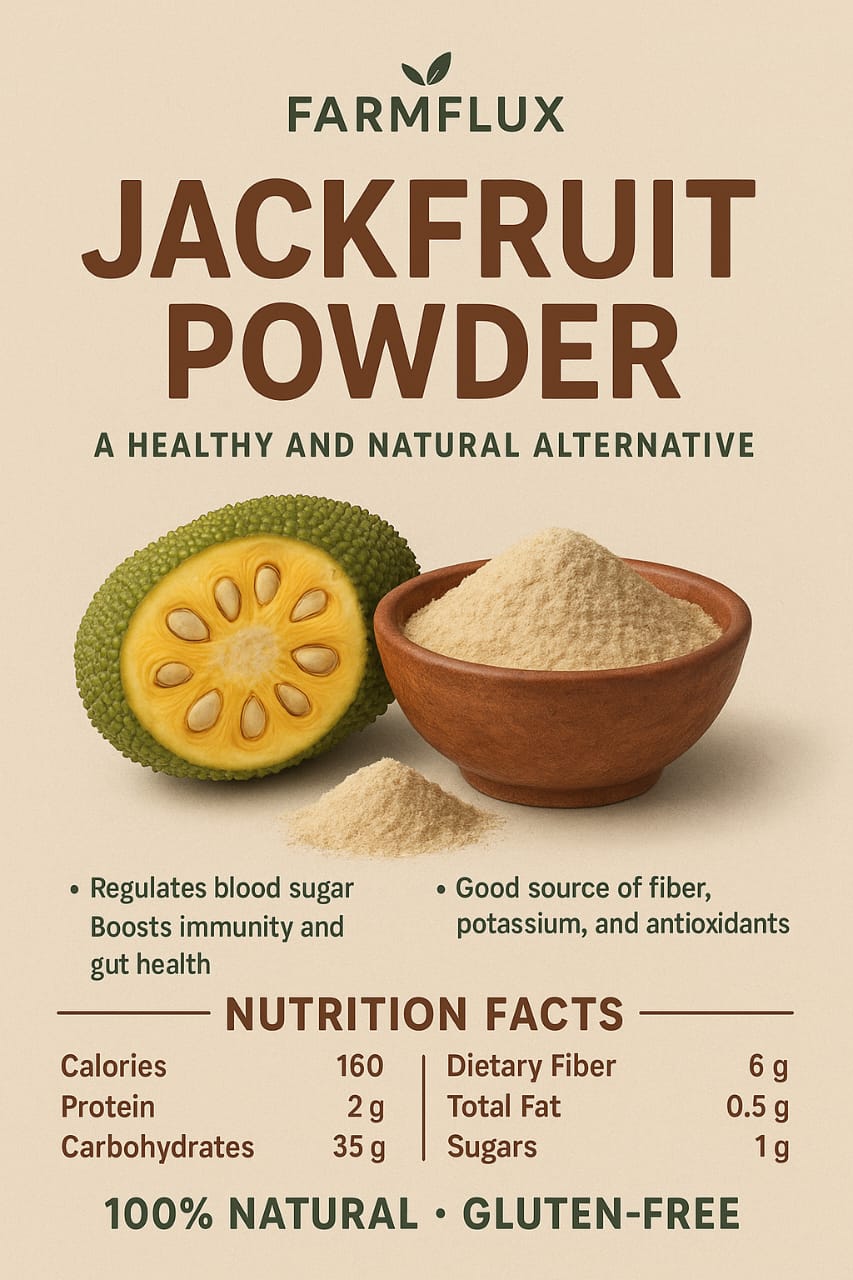 FARMFLUX
JACKFRUIT
POWDER
A HEALTHY AND NATURAL ALTERNATIVE
• Regulates blood sugar
Boosts immunity and
gut health
• Good source of fiber,
potassium, and antioxidants
NUTRITION FACTS
Calories 160
Protein 2 g
Carbohydrates 35 g
Dietary Fiber 6 g
Total Fat 0.5 g
Sugars 1 g
100% NATURAL • GLUTEN-FREE